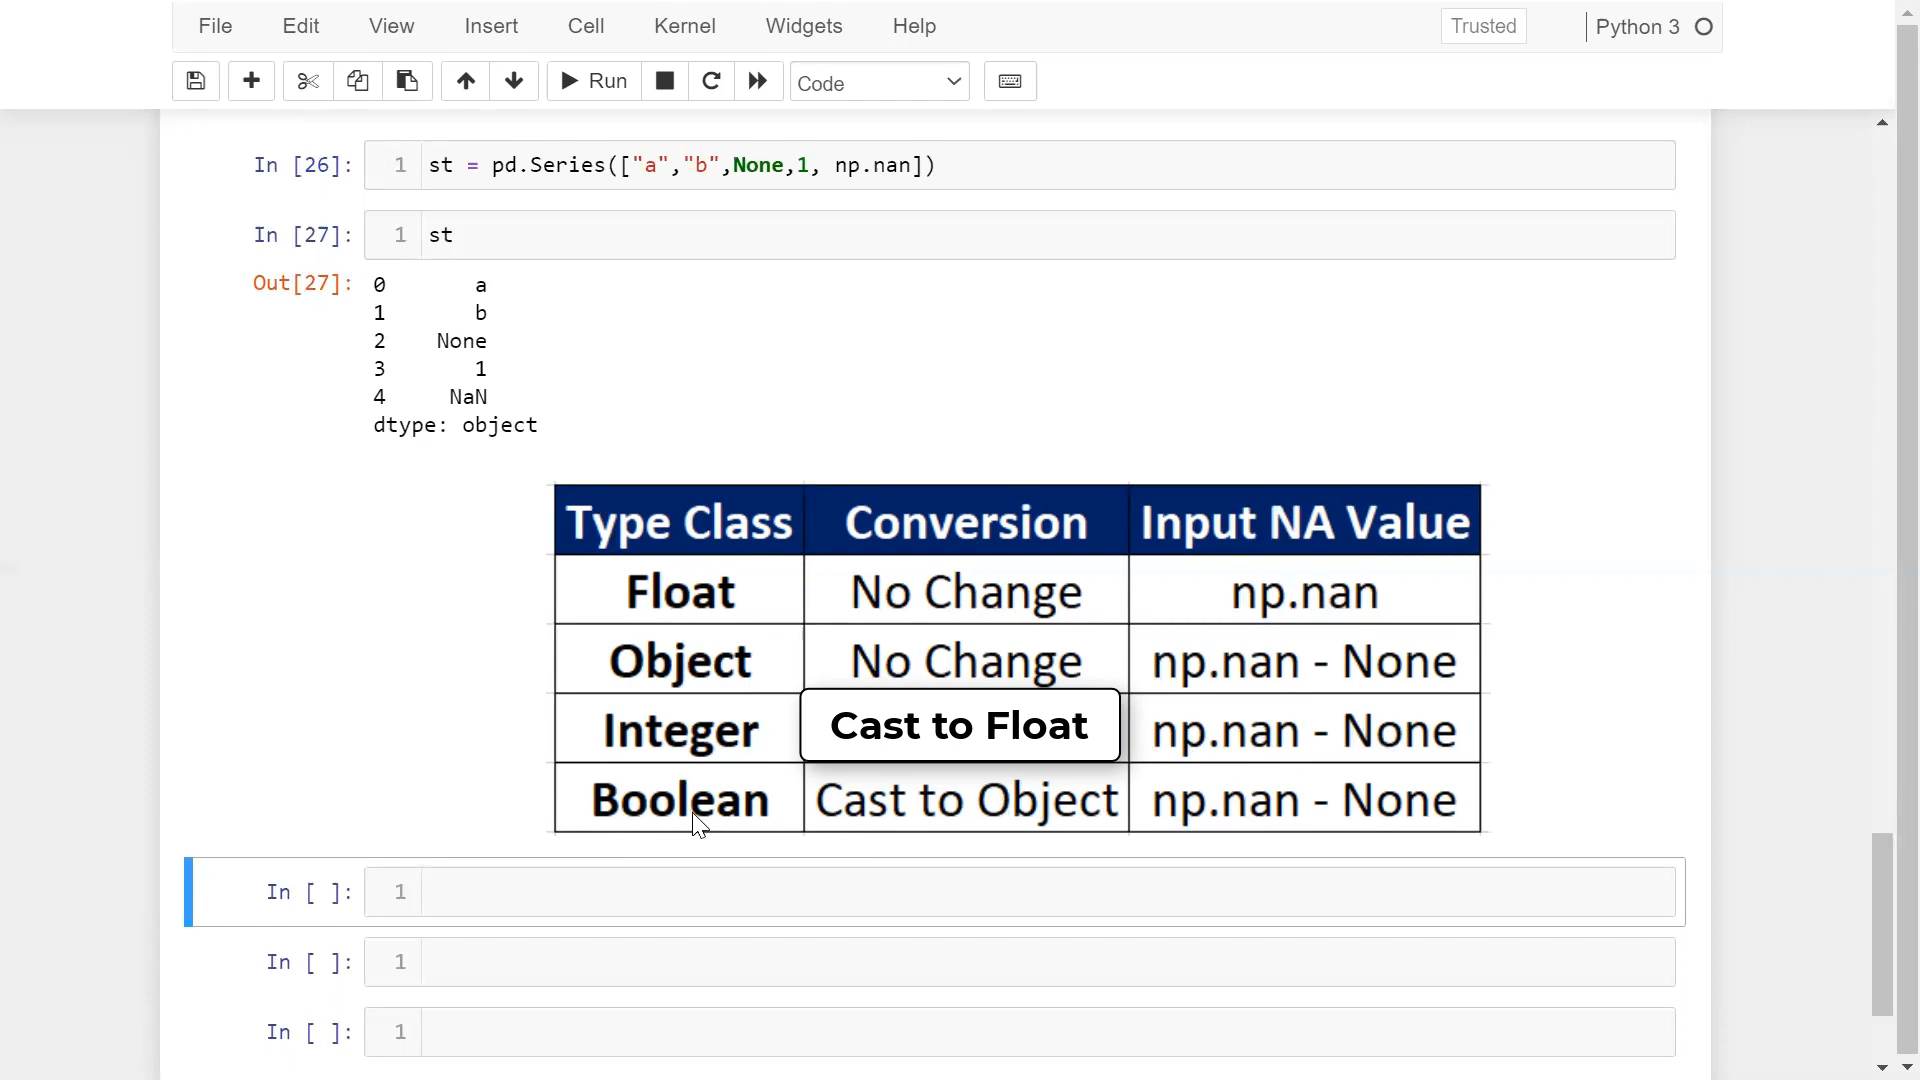 File Edit View Insert Cell Kernel Widgets Help Trusted Python 3
Run Code
In [26]: 1 st = pd.Series(["a","b",None,1, np.nan])
In [27]: 1 st
Out[27]: 0 a
1 b
2 None
3 1
4 NaN
dtype: object
Type Class Conversion Input NA Value
Float No Change np.nan
Object No Change np.nan - None
Integer Cast to Float np.nan - None
Boolean Cast to Object np.nan - None
In [ ]: 1
In [ ]: 1
In [ ]: 1